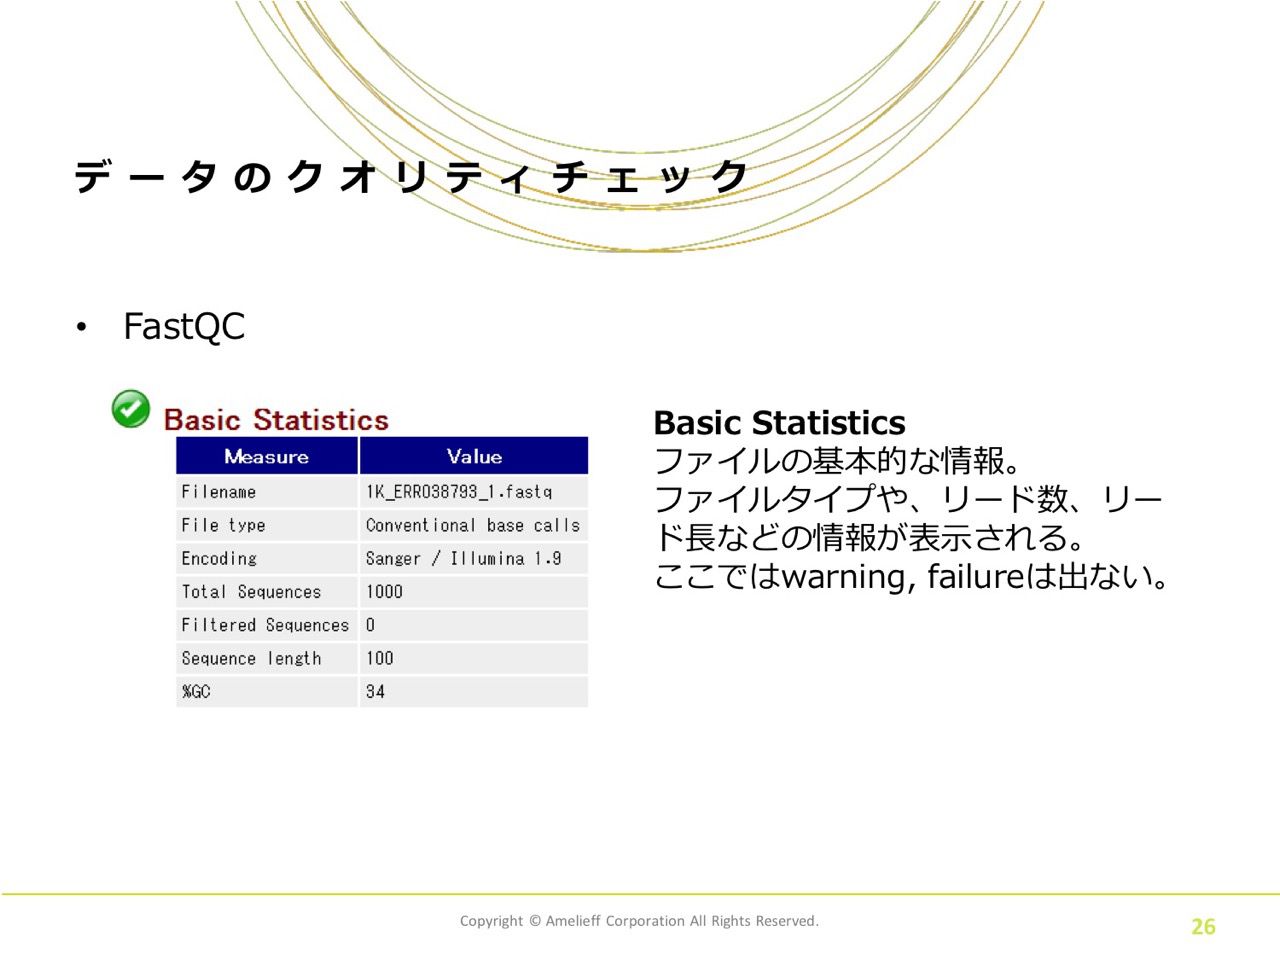 データのクオリティチェック
• FastQC
Basic Statistics
Measure Value
Filename 1K_ERR038793_1.fastq
File type Conventional base calls
Encoding Sanger / Illumina 1.9
Total Sequences 1000
Filtered Sequences 0
Sequence length 100
%GC 34
Basic Statistics
ファイルの基本的な情報。
ファイルタイプや、リード数、リー
ド長などの情報が表示される。
ここではwarning, failureは出ない。
Copyright © Amelieff Corporation All Rights Reserved.
26